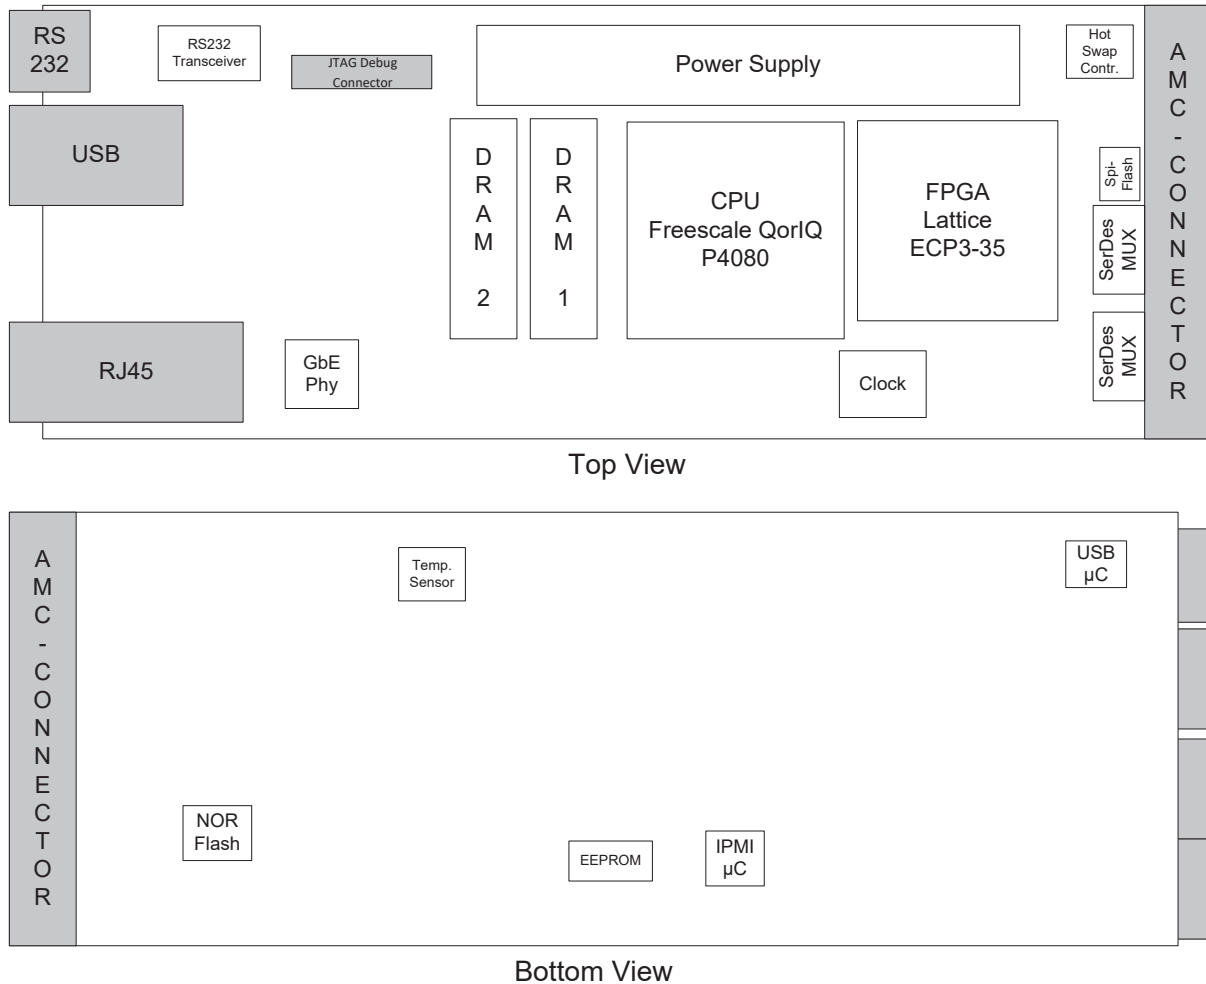 RS
232
RS232
Transceiver
JTAG Debug
Connector
Power Supply
Hot
Swap
Contr.
A
M
C
-
C
O
N
N
E
C
T
O
R
USB
D
R
A
M
2
D
R
A
M
1
CPU
Freescale QorIQ
P4080
FPGA
Lattice
ECP3-35
Spi-
Flash
SerDes
MUX
SerDes
MUX
RJ45
GbE
Phy
Clock
Top View
A
M
C
-
C
O
N
N
E
C
T
O
R
Temp.
Sensor
USB
µC
NOR
Flash
EEPROM
IPMI
µC
Bottom View